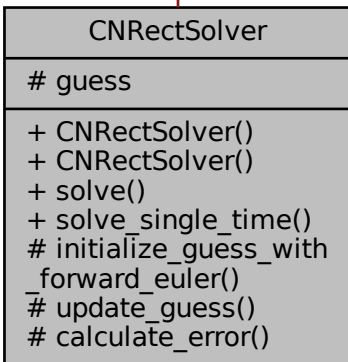 CNRectSolver
# guess
+ CNRectSolver()
+ CNRectSolver()
+ solve()
+ solve_single_time()
# initialize_guess_with
_forward_euler()
# update_guess()
# calculate_error()